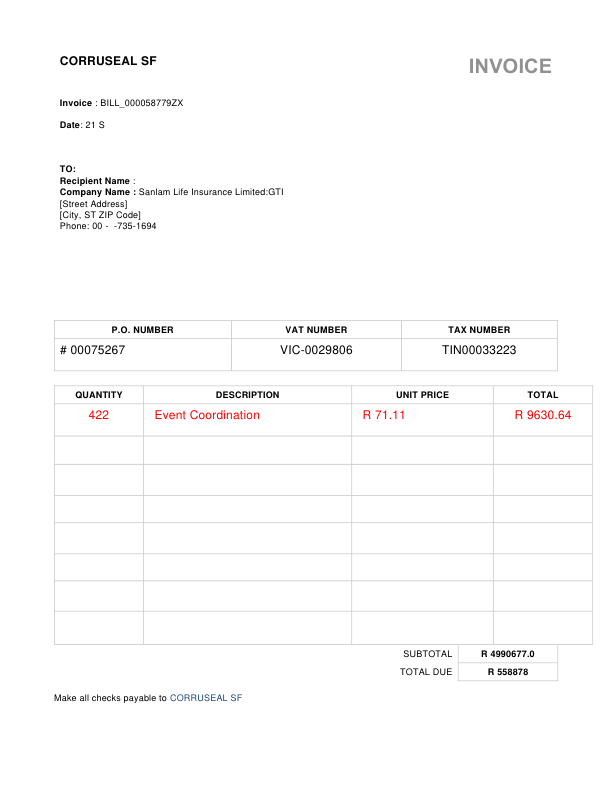 CORRUSEAL SF
INVOICE
Invoice : BILL_000058779ZX
Date: 21 S
TO:
Recipient Name :
Company Name : Sanlam Life Insurance Limited:GTI
[Street Address]
[City, ST ZIP Code]
Phone: 00 - -735-1694
P.O. NUMBER VAT NUMBER TAX NUMBER
# 00075267 VIC-0029806 TIN00033223
QUANTITY DESCRIPTION UNIT PRICE TOTAL
422 Event Coordination R 71.11 R 9630.64
SUBTOTAL R 4990677.0
TOTAL DUE R 558878
Make all checks payable to CORRUSEAL SF